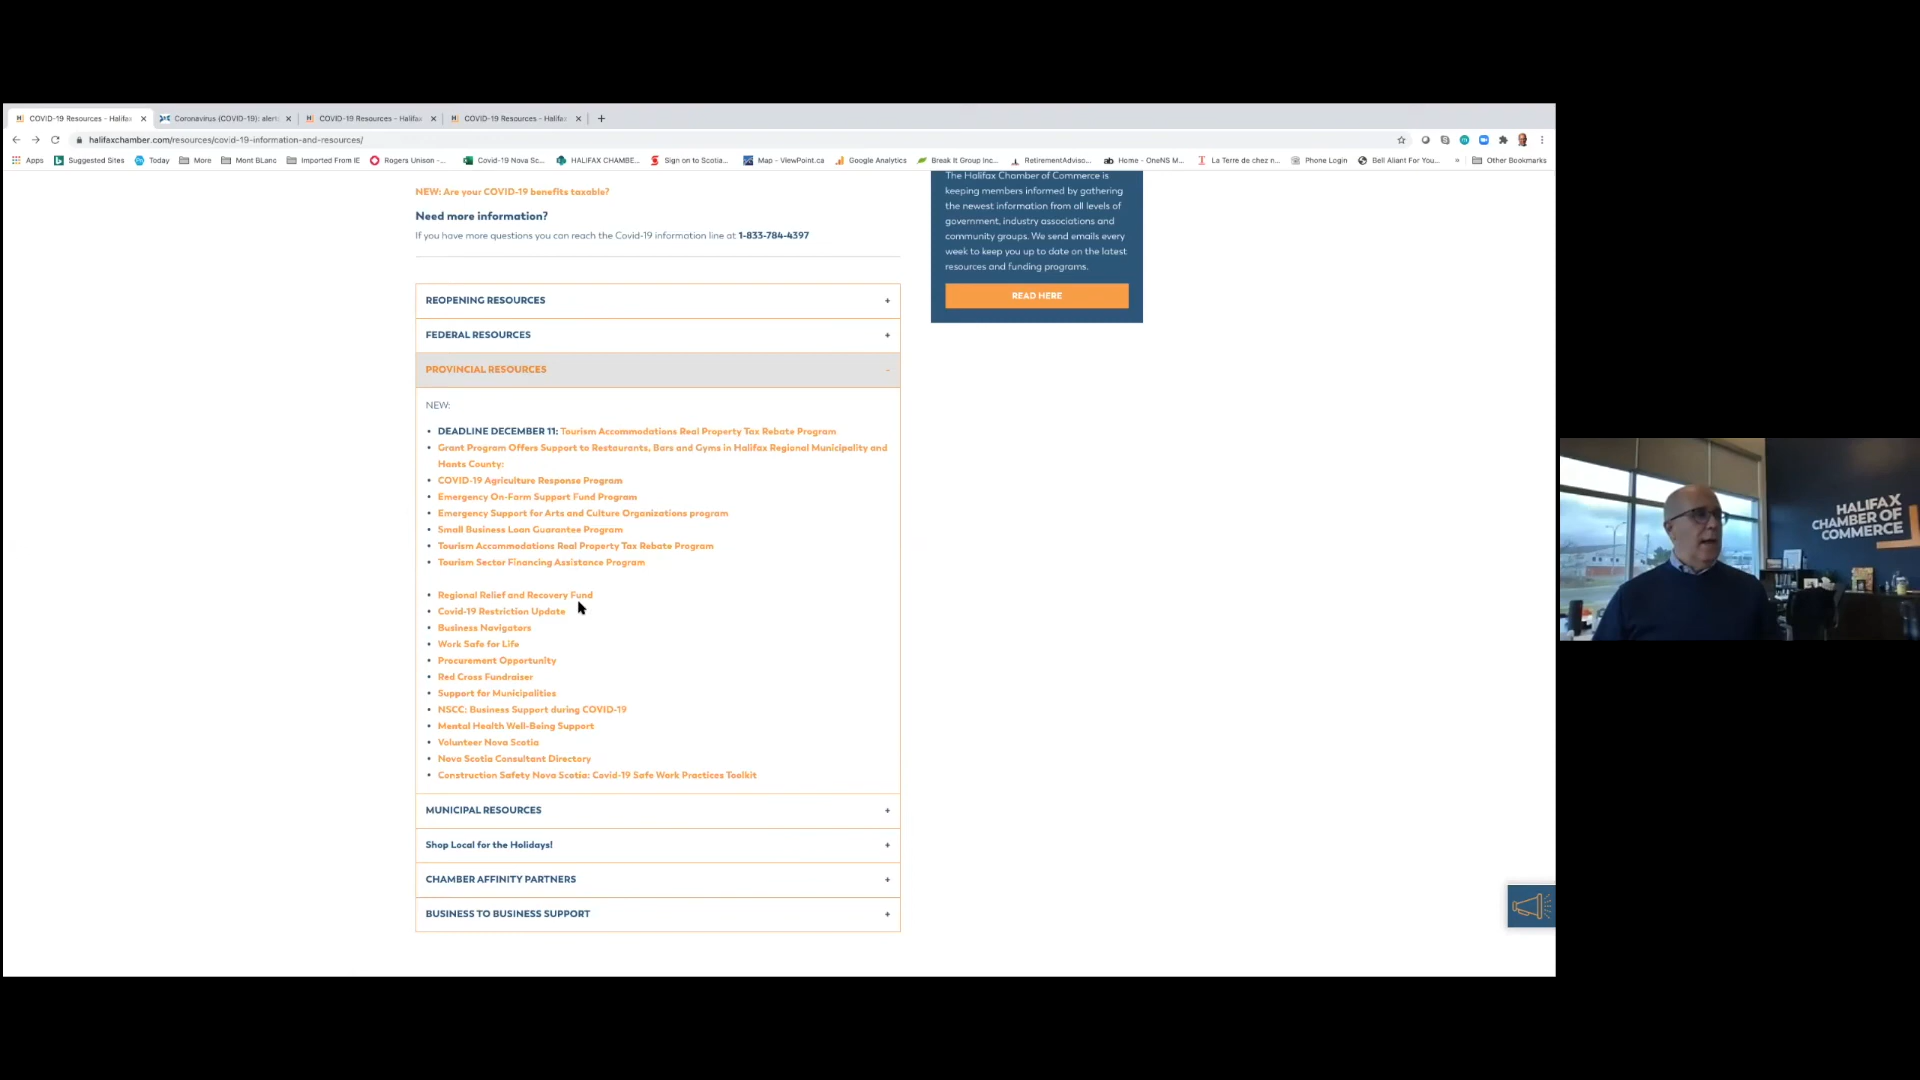 COVID-19 Resources - Halifax
Coronavirus (COVID-19): alert
COVID-19 Resources - Halifax
COVID-19 Resources - Halifax
halifaxchamber.com/resources/covid-19-information-and-resources/
Apps
Suggested Sites
Today
More
Mont BLanc
Imported From IE
Rogers Unison -...
Covid-19 Nova Sc...
HALIFAX CHAMBE...
Sign on to Scotia...
Map - ViewPoint.ca
Google Analytics
Break It Group Inc...
RetirementAdviso...
Home - OneNS M...
La Terre de chez n...
Phone Login
Bell Aliant For You...
»
Other Bookmarks
NEW: Are your COVID-19 benefits taxable?
Need more information?
If you have more questions you can reach the Covid-19 information line at 1-833-784-4397
The Halifax Chamber of Commerce is
keeping members informed by gathering
the newest information from all levels of
government, industry associations and
community groups. We send emails every
week to keep you up to date on the latest
resources and funding programs.
READ HERE
REOPENING RESOURCES +
FEDERAL RESOURCES +
PROVINCIAL RESOURCES -
NEW:
• DEADLINE DECEMBER 11: Tourism Accommodations Real Property Tax Rebate Program
• Grant Program Offers Support to Restaurants, Bars and Gyms in Halifax Regional Municipality and
Hants County:
• COVID-19 Agriculture Response Program
• Emergency On-Farm Support Fund Program
• Emergency Support for Arts and Culture Organizations program
• Small Business Loan Guarantee Program
• Tourism Accommodations Real Property Tax Rebate Program
• Tourism Sector Financing Assistance Program
• Regional Relief and Recovery Fund
• Covid-19 Restriction Update
• Business Navigators
• Work Safe for Life
• Procurement Opportunity
• Red Cross Fundraiser
• Support for Municipalities
• NSCC: Business Support during COVID-19
• Mental Health Well-Being Support
• Volunteer Nova Scotia
• Nova Scotia Consultant Directory
• Construction Safety Nova Scotia: Covid-19 Safe Work Practices Toolkit
MUNICIPAL RESOURCES +
Shop Local for the Holidays! +
CHAMBER AFFINITY PARTNERS +
BUSINESS TO BUSINESS SUPPORT +
HALIFAX
CHAMBER OF
COMMERCE